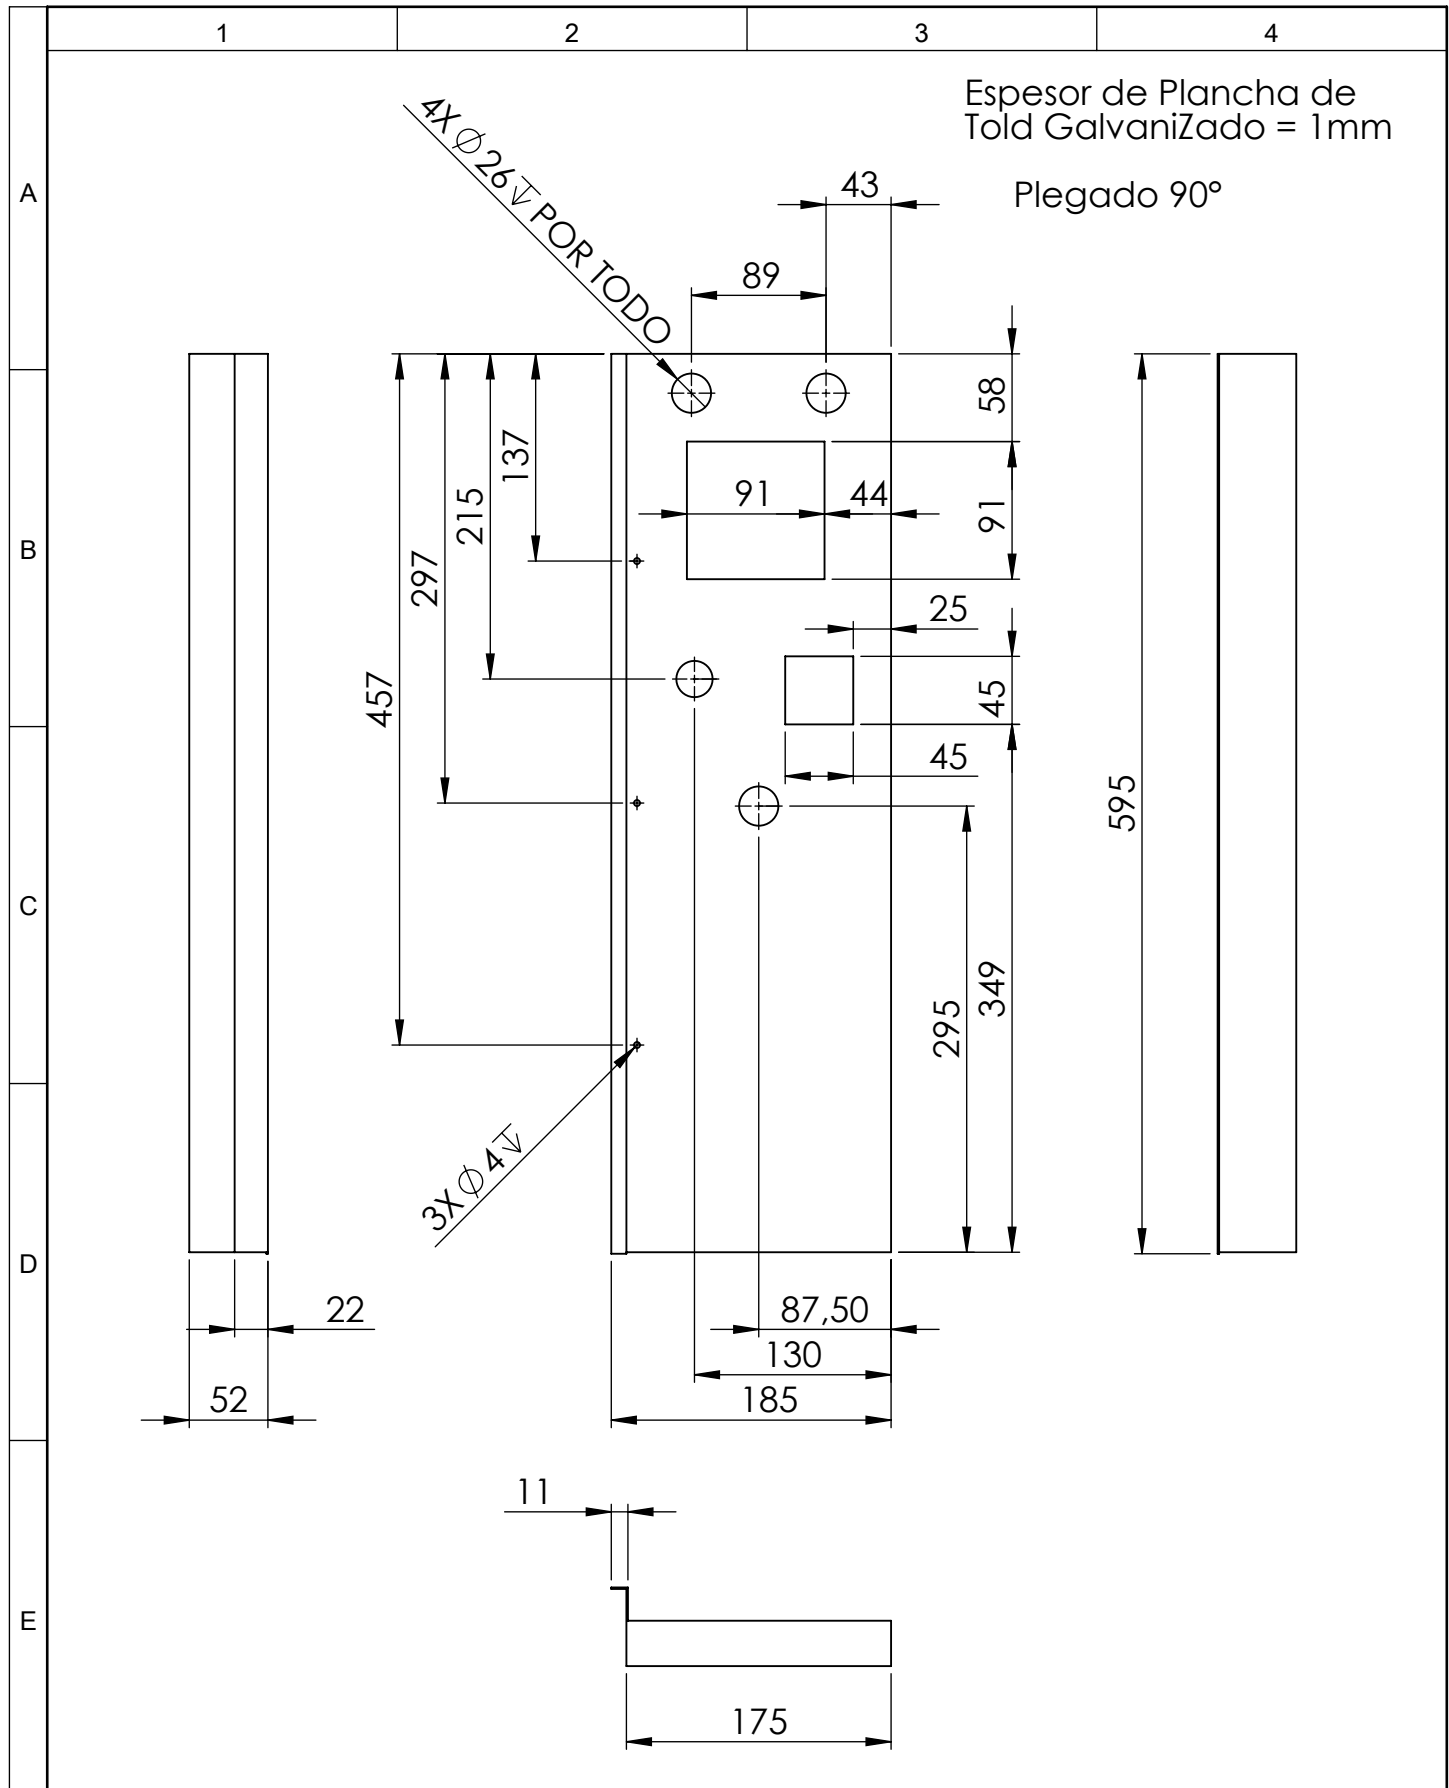 1
2
3
4
Espesor de Plancha de
Told GalvaniZado = 1mm
Plegado 90°
A
4X ∅ 26 ↧ POR TODO
43
89
58
B
137
91
44
91
215
297
25
457
45
45
595
C
349
295
3X ∅ 4 ↧
D
22
87,50
130
52
185
11
E
175